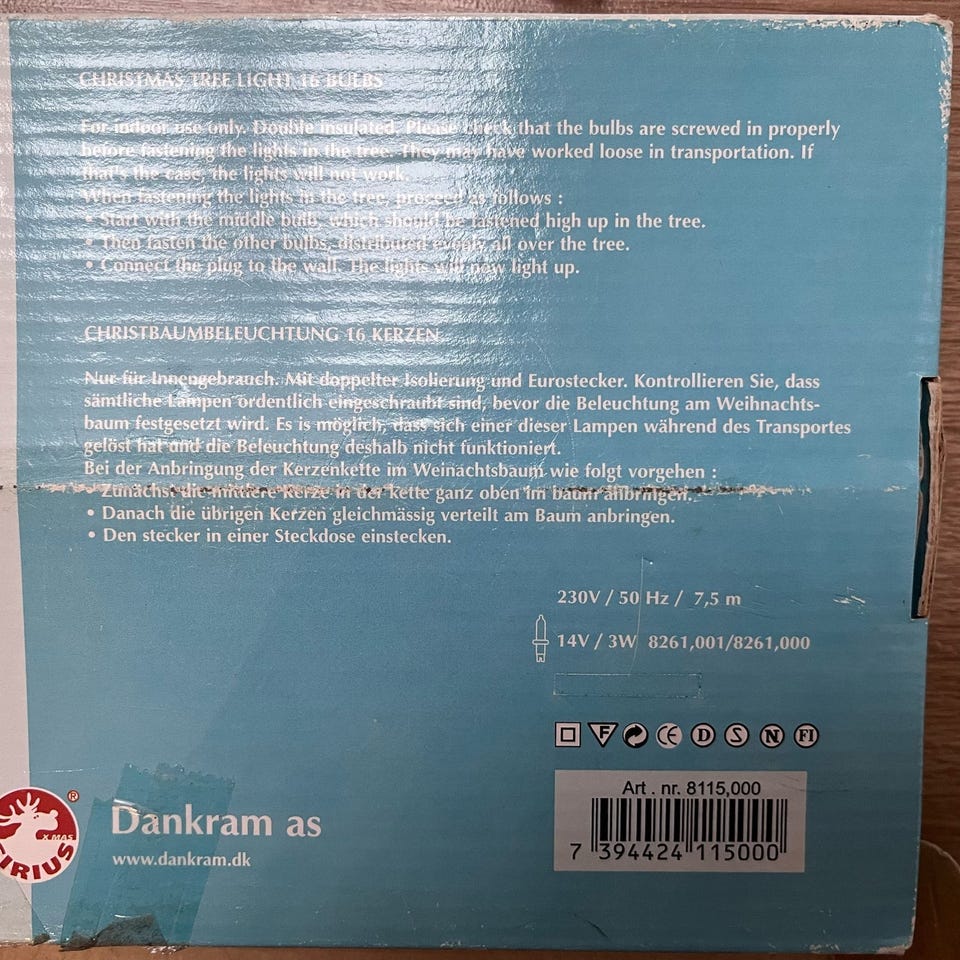 CHRISTMAS TREE LIGHT 16 BULBS
For indoor use only. Double insulated. Please check that the bulbs are screwed in properly
before fastening the lights in the tree. They may have worked loose in transportation. If
that's the case, the lights will not work.
When fastening the lights in the tree, proceed as follows :
• Start with the middle bulb, which should be fastened high up in the tree.
• Then fasten the other bulbs, distributed evenly all over the tree.
• Connect the plug to the wall. The lights will now light up.
CHRISTBAUMBELEUCHTUNG 16 KERZEN
Nur für Innengebrauch. Mit doppelter Isolierung und Eurostecker. Kontrollieren Sie, dass
sämtliche Lampen ordentlich eingeschraubt sind, bevor die Beleuchtung am Weihnachts-
baum festgesetzt wird. Es is möglich, dass sich einer dieser Lampen während des Transportes
gelöst hat und die Beleuchtung deshalb nicht funktioniert.
Bei der Anbringung der Kerzenkette im Weinachtsbaum wie folgt vorgehen :
• Zunächst die mittlere Kerze in der kette ganz oben im baum anbringen.
• Danach die übrigen Kerzen gleichmässig verteilt am Baum anbringen.
• Den stecker in einer Steckdose einstecken.
230V / 50 Hz / 7,5 m
14V / 3W 8261,001/8261,000
F CE D S N FI
Art . nr. 8115,000
7 394424 115000
®
X MAS
SIRIUS
Dankram as
www.dankram.dk